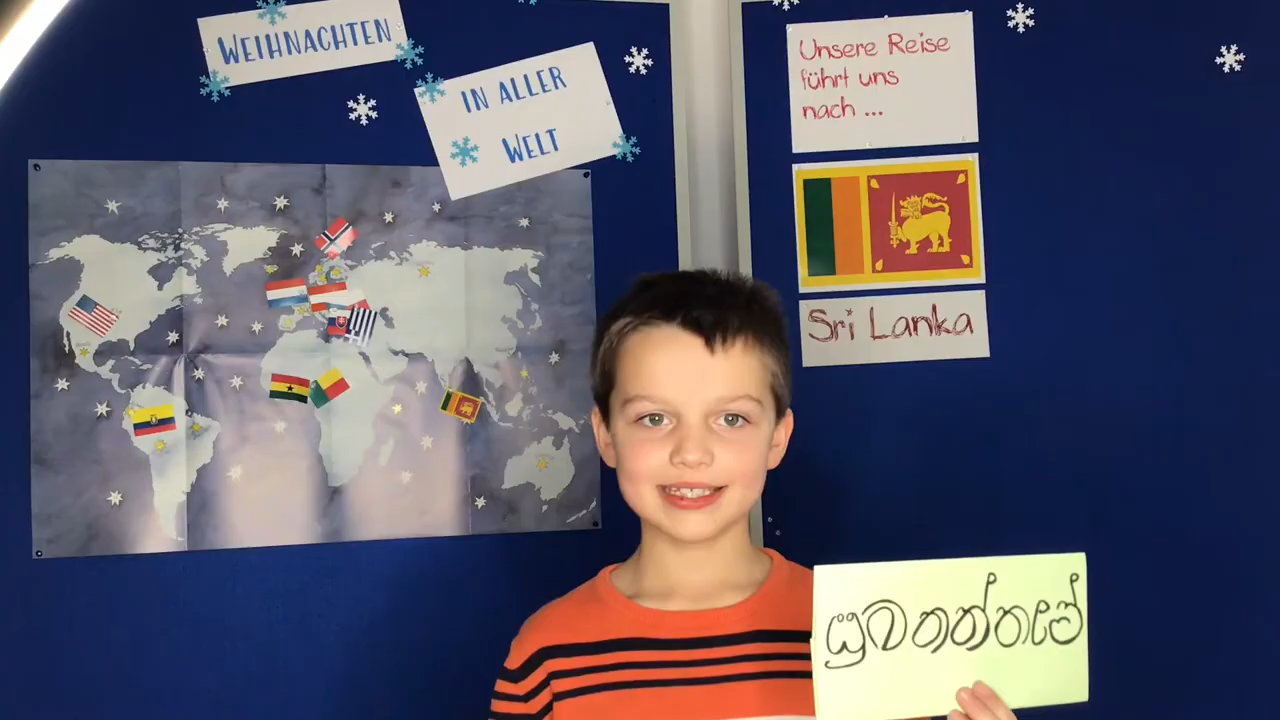 WEIHNACHTEN
IN ALLER
WELT
Unsere Reise
führt uns
nach ...
Sri Lanka